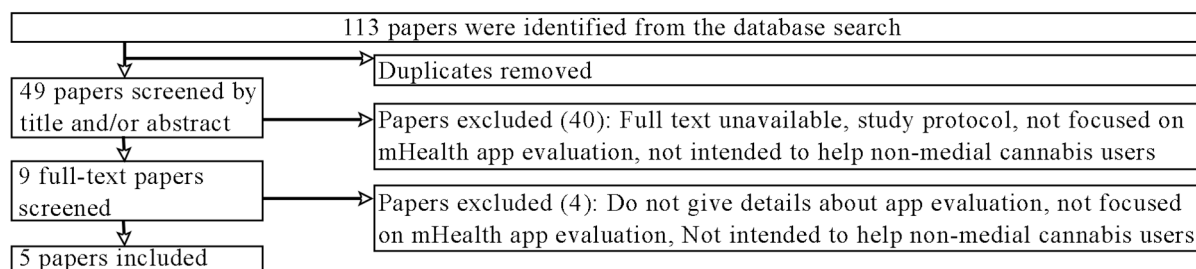 113 papers were identified from the database search
Duplicates removed
49 papers screened by
title and/or abstract
Papers excluded (40): Full text unavailable, study protocol, not focused on
mHealth app evaluation, not intended to help non-medial cannabis users
9 full-text papers
screened
Papers excluded (4): Do not give details about app evaluation, not focused
on mHealth app evaluation, Not intended to help non-medial cannabis users
5 papers included